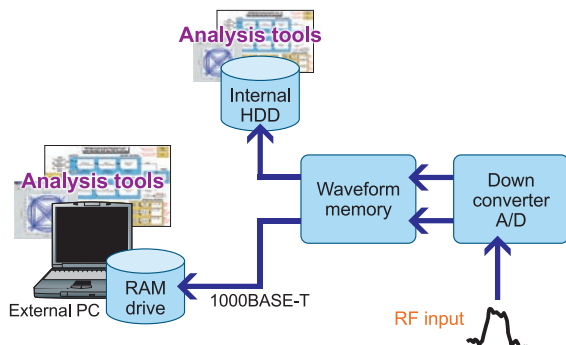 Analysis tools
Internal
HDD
Analysis tools
Waveform
memory
Down
converter
A/D
RAM
drive
1000BASE-T
External PC
RF input